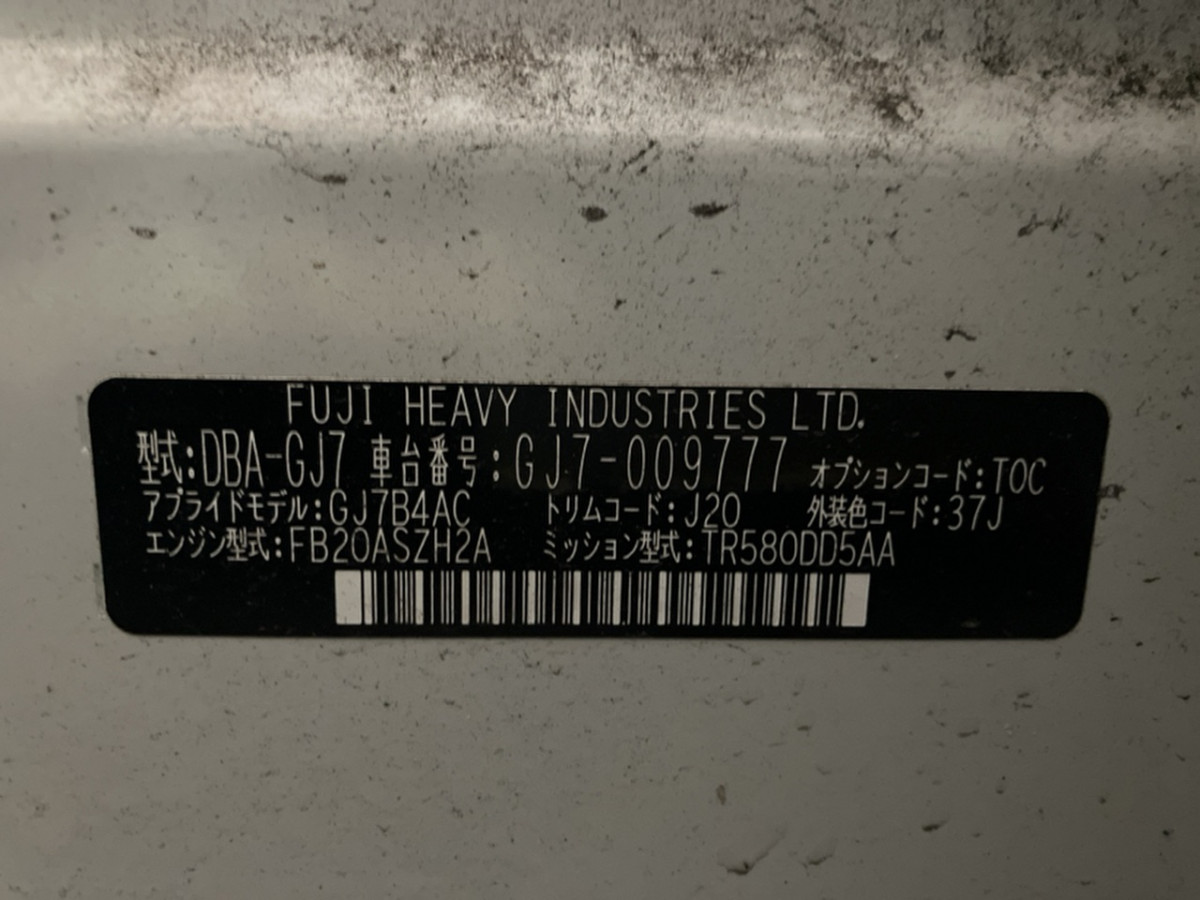 FUJI HEAVY INDUSTRIES LTD.
型式:DBA-GJ7 車台番号:GJ7-009777 オプションコード:TOC
アプライドモデル:GJ7B4AC トリムコード:J20 外装色コード:37J
エンジン型式:FB20ASZH2A ミッション型式:TR580DD5AA